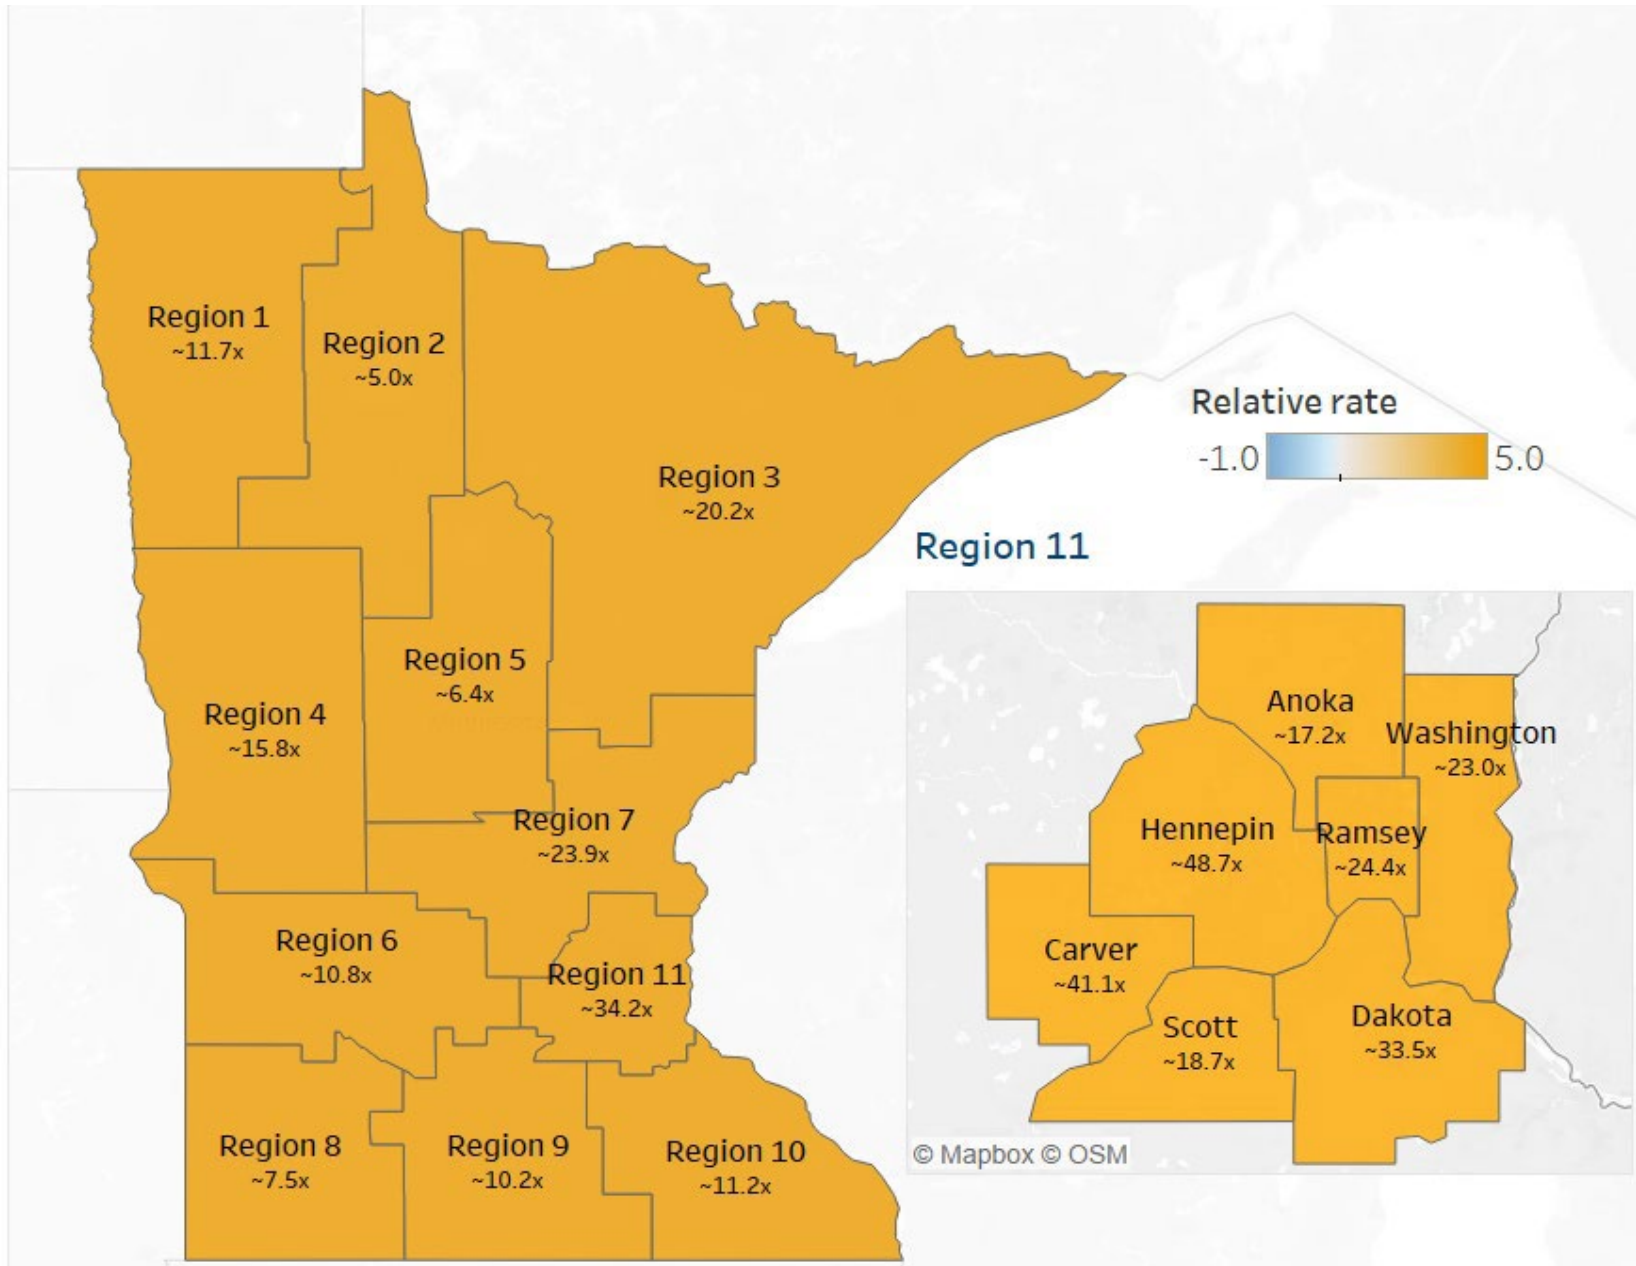 Region 1
~11.7x
Region 2
~5.0x
Region 3
~20.2x
Relative rate
-1.0
5.0
Region 5
~6.4x
Region 4
~15.8x
Region 7
~23.9x
Region 6
~10.8x
Region 11
~34.2x
Region 8
~7.5x
Region 9
~10.2x
Region 10
~11.2x
Region 11
Anoka
~17.2x
Washington
~23.0x
Hennepin
~48.7x
Ramsey
~24.4x
Carver
~41.1x
Scott
~18.7x
Dakota
~33.5x
© Mapbox © OSM